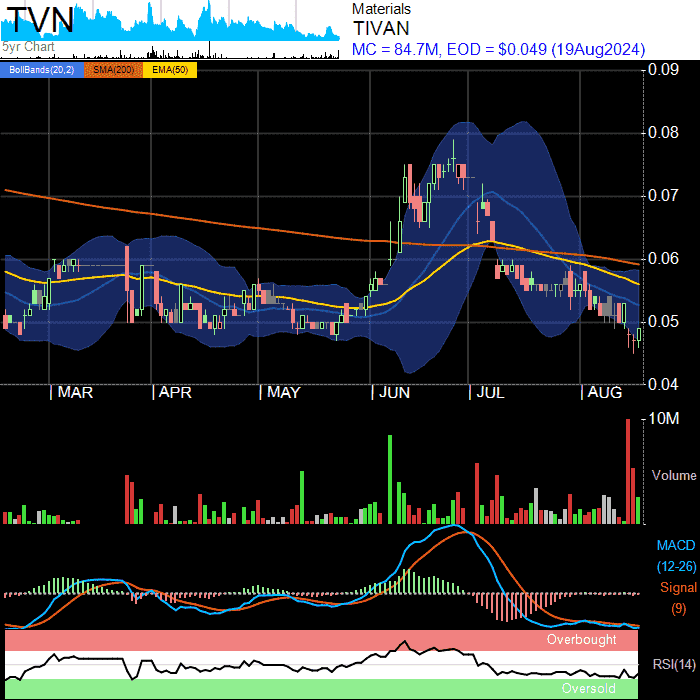 TVN
5yr Chart
Materials
TIVAN
MC = 84.7M, EOD = $0.049 (19Aug2024)
BollBands(20,2) SMA(200) EMA(50)
0.09
0.08
0.07
0.06
0.05
0.04
MAR APR MAY JUN JUL AUG
10M
Volume
MACD
(12-26)
Signal
(9)
Overbought
RSI(14)
Oversold